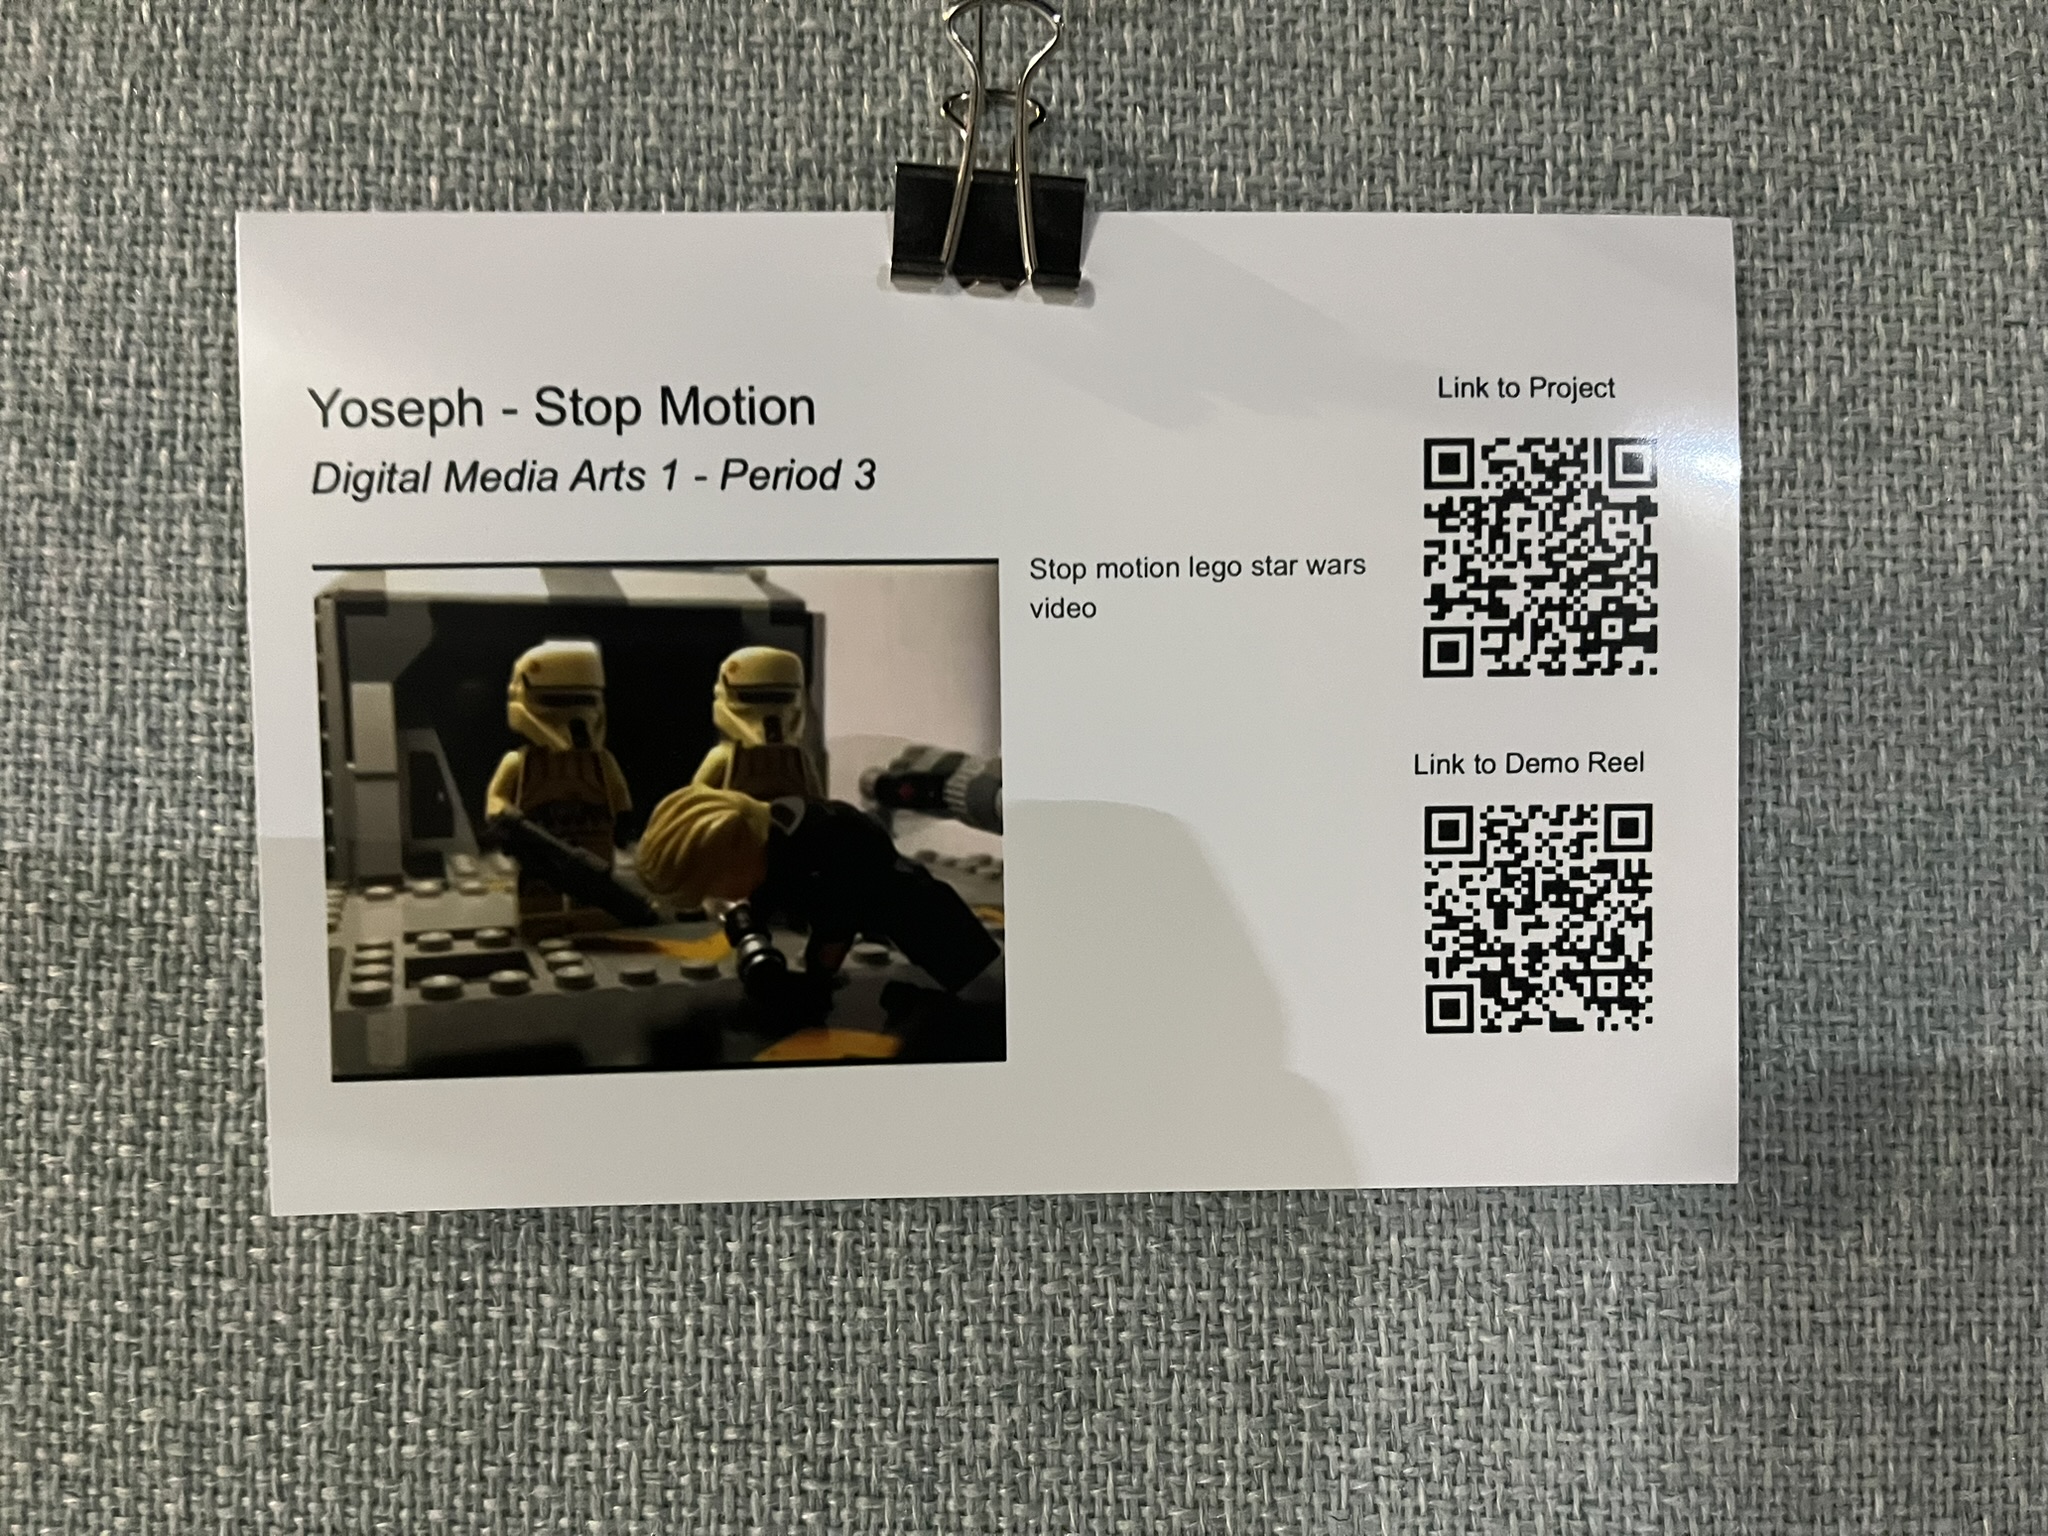 Yoseph - Stop Motion
Digital Media Arts 1 - Period 3
Stop motion lego star wars
video
Link to Project
Link to Demo Reel